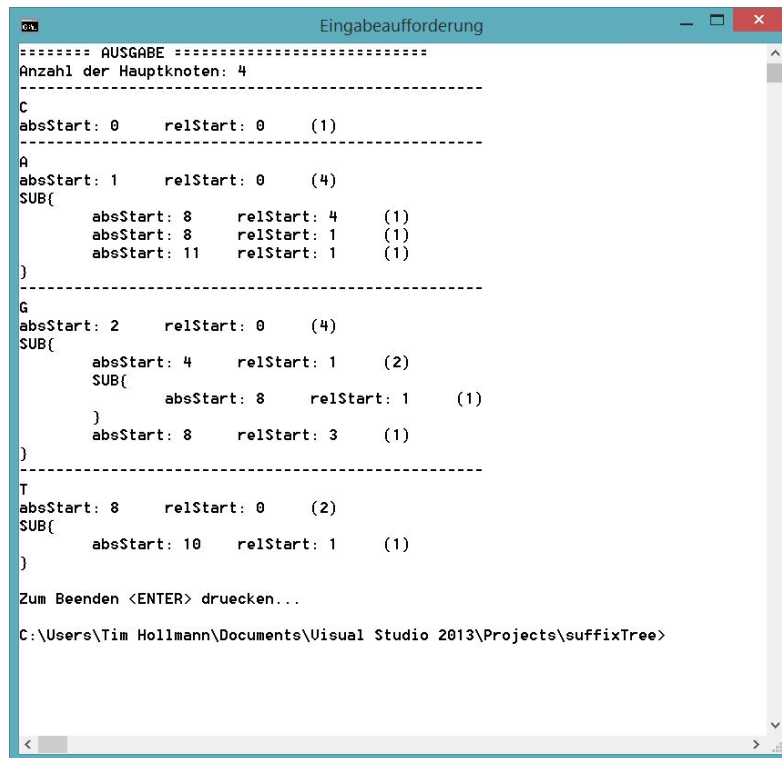 Eingabeaufforderung
======== AUSGABE ============================
Anzahl der Hauptknoten: 4
---------------------------------------------------
C
absStart: 0 relStart: 0 (1)
---------------------------------------------------
A
absStart: 1 relStart: 0 (4)
SUB{
absStart: 8 relStart: 4 (1)
absStart: 8 relStart: 1 (1)
absStart: 11 relStart: 1 (1)
}
---------------------------------------------------
G
absStart: 2 relStart: 0 (4)
SUB{
absStart: 4 relStart: 1 (2)
SUB{
absStart: 8 relStart: 1 (1)
}
absStart: 8 relStart: 3 (1)
}
---------------------------------------------------
T
absStart: 8 relStart: 0 (2)
SUB{
absStart: 10 relStart: 1 (1)
}
Zum Beenden <ENTER> druecken...
C:\Users\Tim Hollmann\Documents\Visual Studio 2013\Projects\suffixTree>